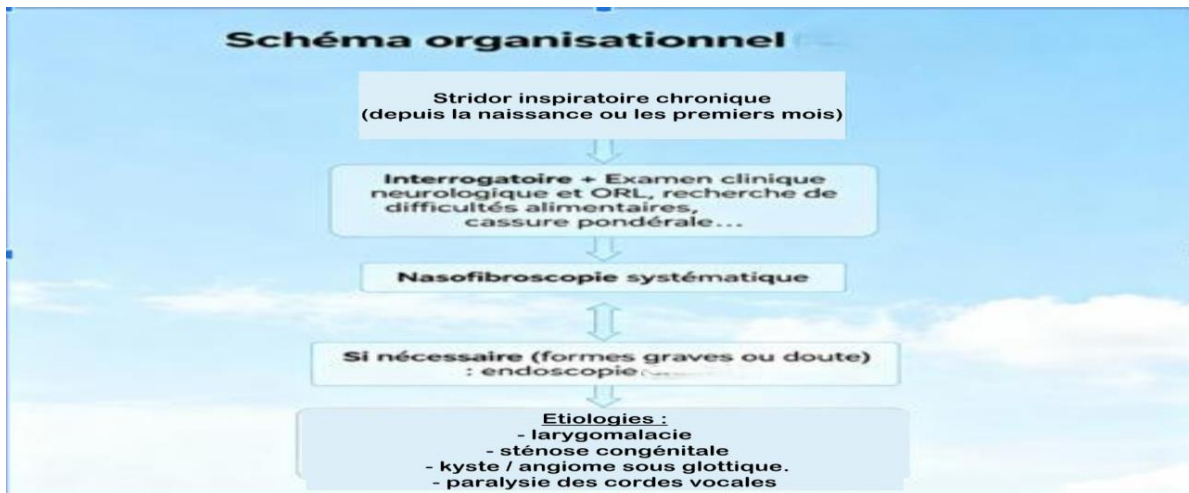 Schéma organisationnel
Stridor inspiratoire chronique
(depuis la naissance ou les premiers mois)
Interrogatoire + Examen clinique
neurologique et ORL, recherche de
difficultés alimentaires,
cassure pondérale...
Nasofibroscopie systématique
Si nécessaire (formes graves ou doute)
: endoscopie
Etiologies :
- larygomalacie
- sténose congénitale
- kyste / angiome sous glottique.
- paralysie des cordes vocales